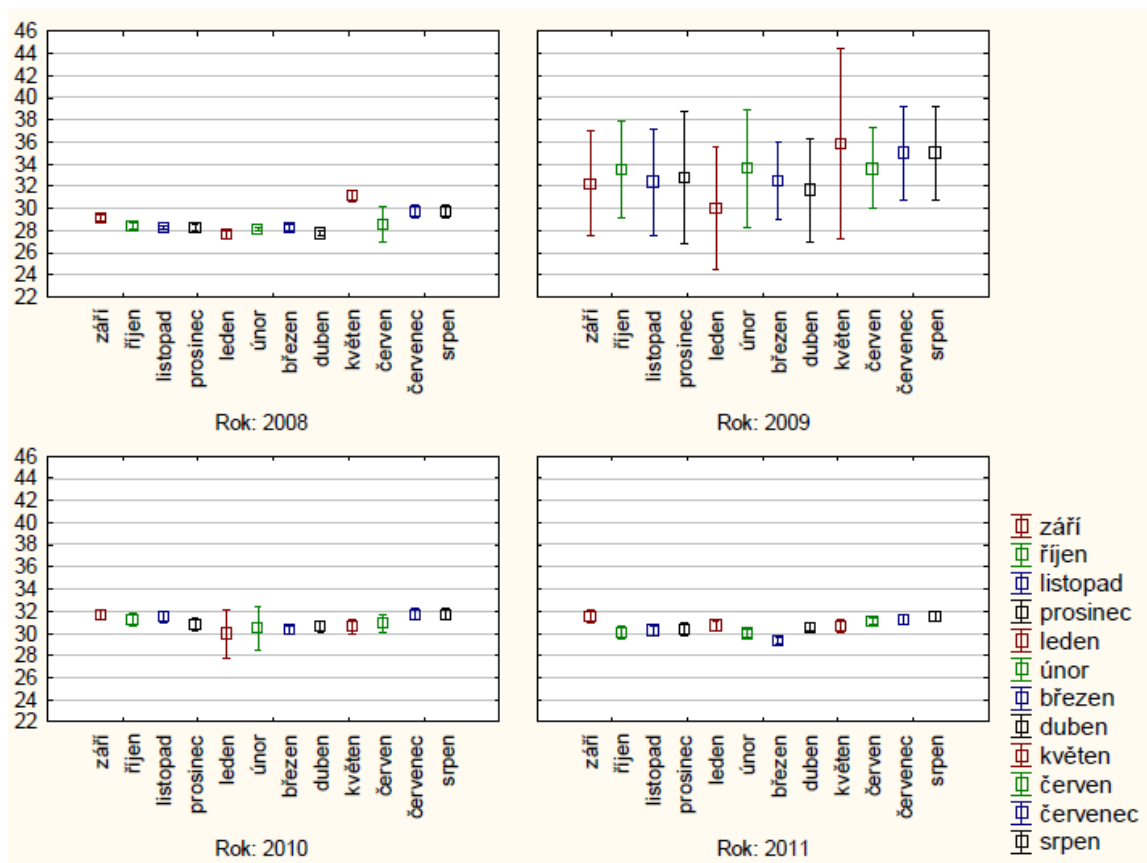 46
44
42
40
38
36
34
32
30
28
26
24
22
září
říjen
listopad
prosinec
leden
únor
březen
duben
květen
červen
červenec
srpen
Rok: 2008
září
říjen
listopad
prosinec
leden
únor
březen
duben
květen
červen
červenec
srpen
Rok: 2009
46
44
42
40
38
36
34
32
30
28
26
24
22
září
říjen
listopad
prosinec
leden
únor
březen
duben
květen
červen
červenec
srpen
Rok: 2010
září
říjen
listopad
prosinec
leden
únor
březen
duben
květen
červen
červenec
srpen
Rok: 2011
září
říjen
listopad
prosinec
leden
únor
březen
duben
květen
červen
červenec
srpen